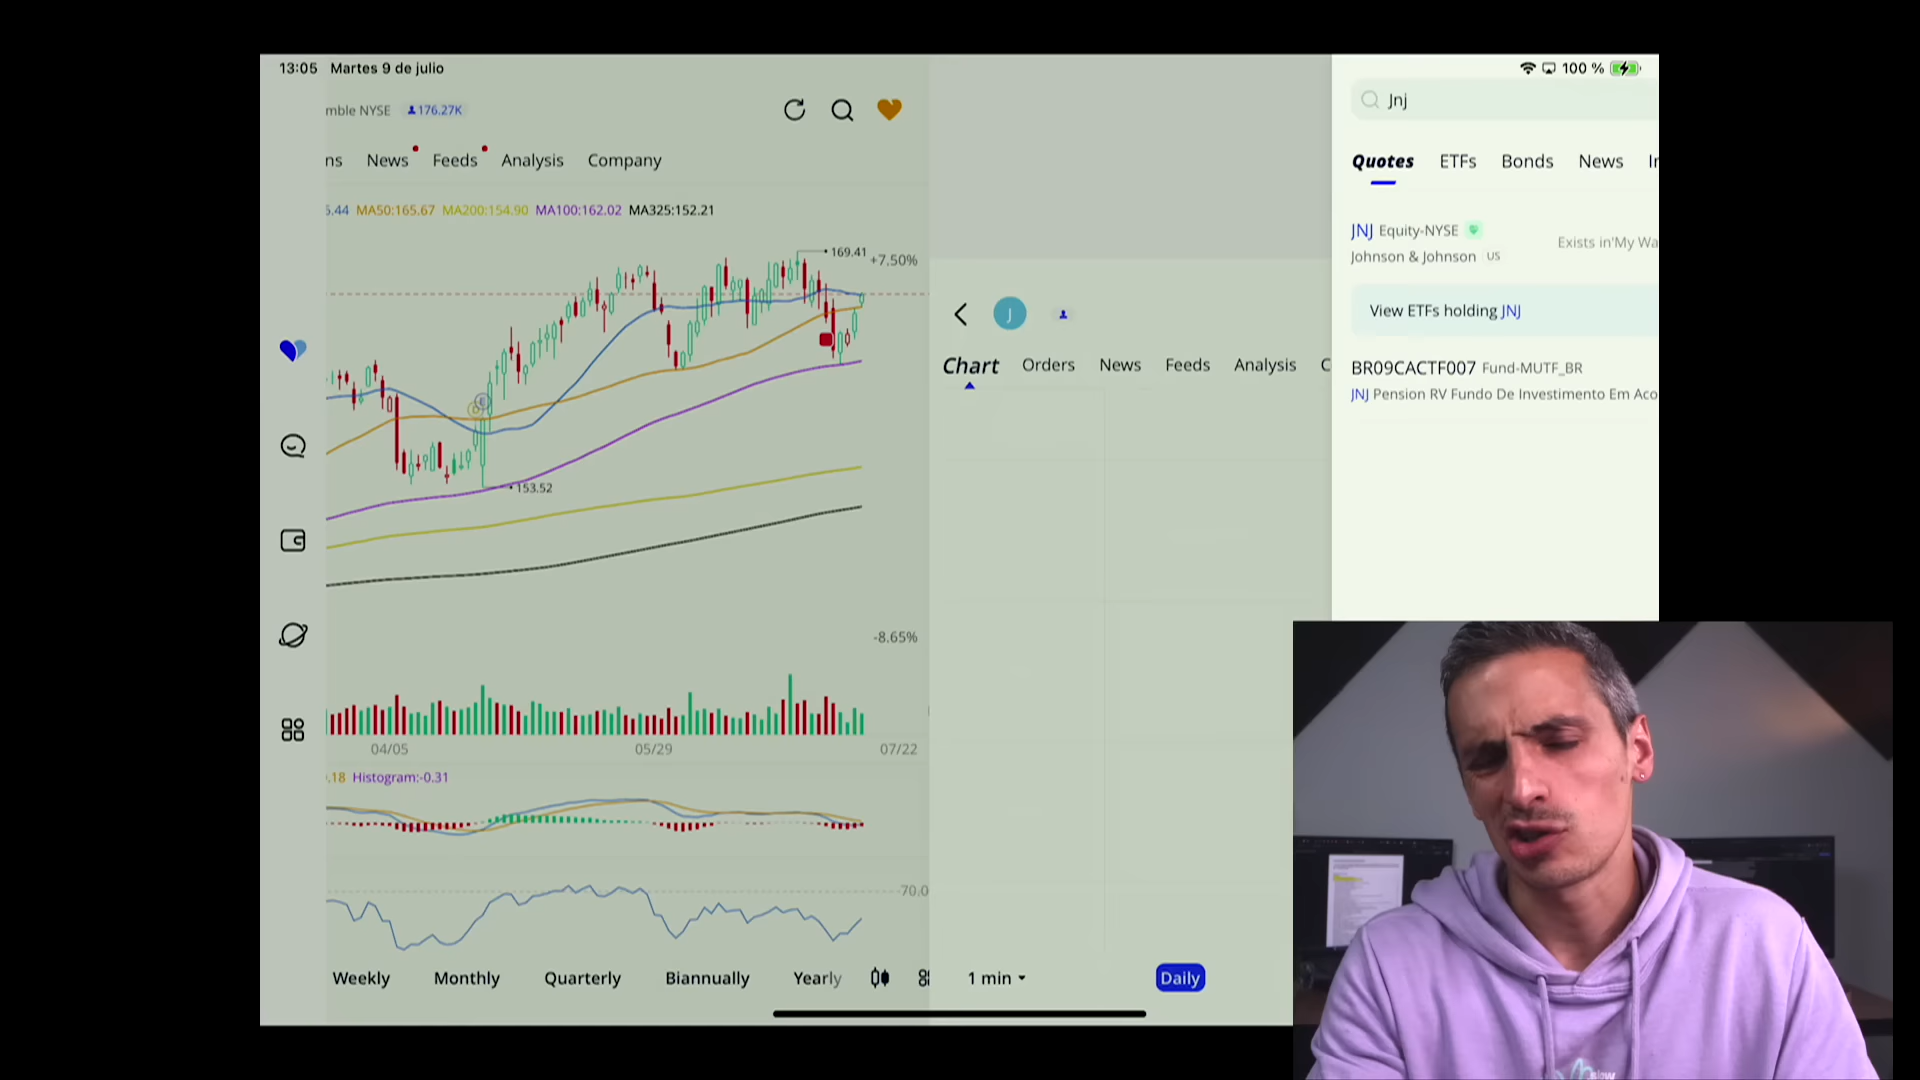 13:05 Martes 9 de julio
100 %
mble NYSE 176.27K
ns News Feeds Analysis Company
5.44 MA50:165.67 MA200:154.90 MA100:162.02 MA325:152.21
169.41
+7.50%
153.52
-8.65%
04/05 05/29 07/22
.18 Histogram:-0.31
70.0
Weekly Monthly Quarterly Biannually Yearly
J
Chart Orders News Feeds Analysis C
1 min Daily
Jnj
Quotes ETFs Bonds News In
JNJ Equity-NYSE
Exists in'My Wa
Johnson & Johnson US
View ETFs holding JNJ
BR09CACTF007 Fund-MUTF_BR
JNJ Pension RV Fundo De Investimento Em Aco